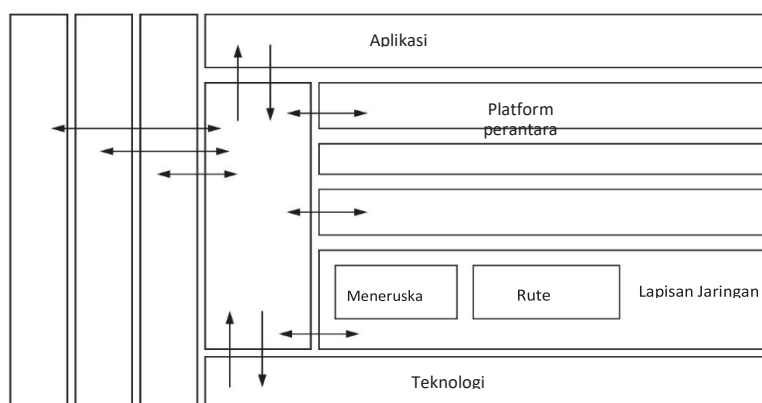 Aplikasi
Platform
perantara
Meneruska
Rute
Lapisan Jaringan
Teknologi